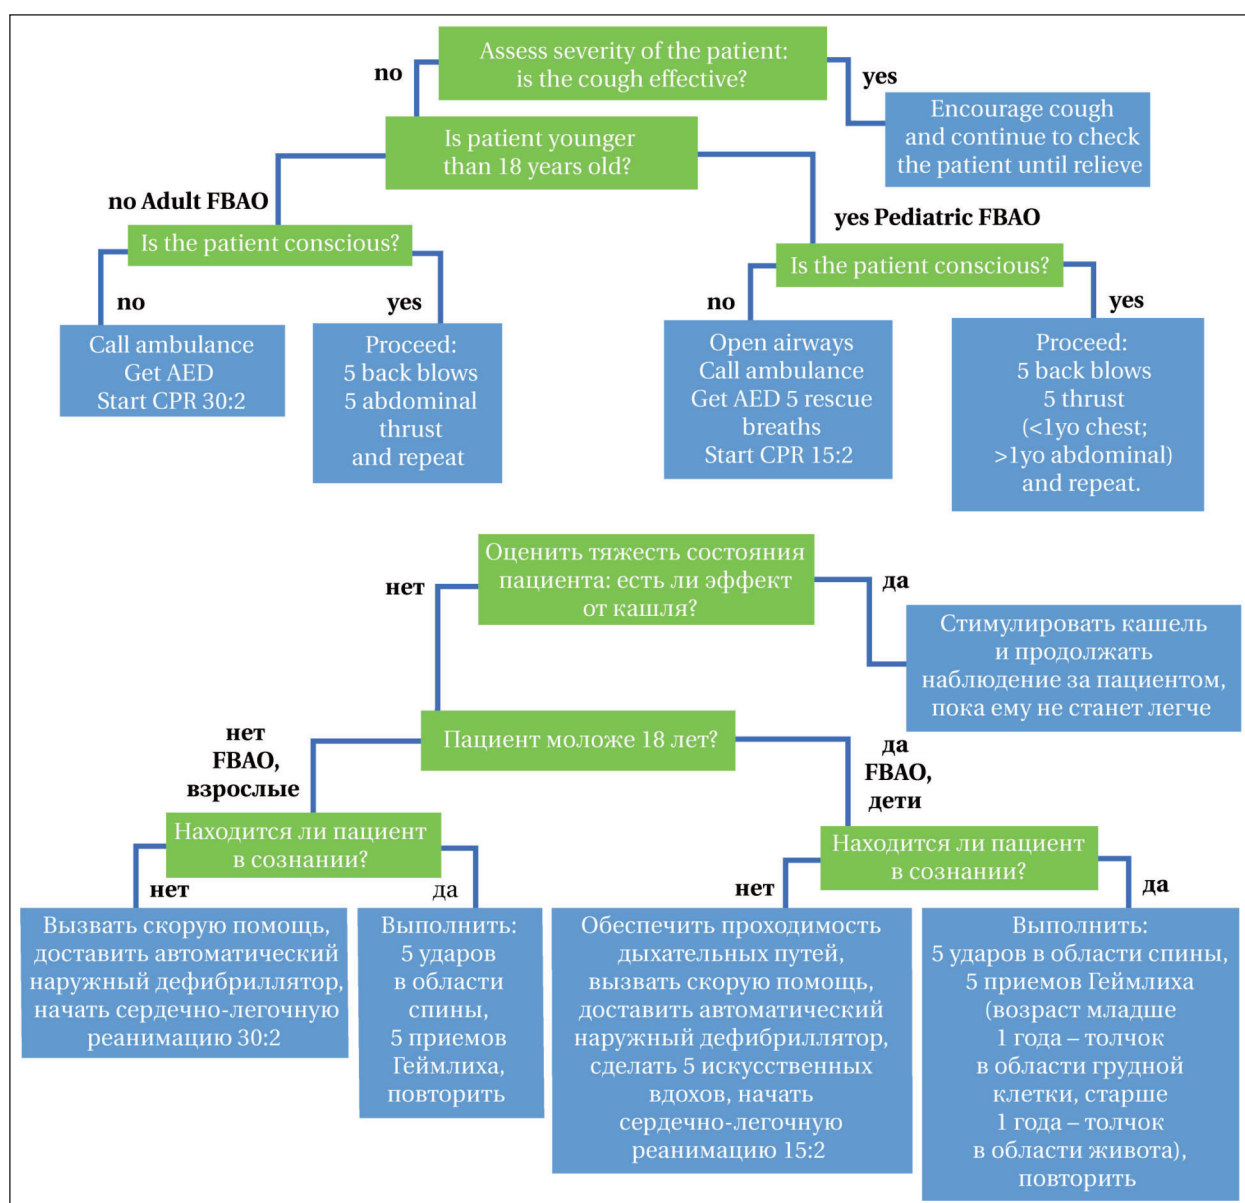 Assess severity of the patient:
is the cough effective?
no
yes
Encourage cough
and continue to check
the patient until relieve
Is patient younger
than 18 years old?
no Adult FBAO
yes Pediatric FBAO
Is the patient conscious?
no
yes
Call ambulance
Get AED
Start CPR 30:2
Proceed:
5 back blows
5 abdominal
thrust
and repeat
Is the patient conscious?
no
yes
Open airways
Call ambulance
Get AED 5 rescue
breaths
Start CPR 15:2
Proceed:
5 back blows
5 thrust
(<1yo chest;
>1yo abdominal)
and repeat.
Оценить тяжесть состояния
пациента: есть ли эффект
от кашля?
нет
да
Стимулировать кашель
и продолжать
наблюдение за пациентом,
пока ему не станет легче
Пациент моложе 18 лет?
нет
FBAO,
взрослые
да
FBAO,
дети
Находится ли пациент
в сознании?
нет
да
Вызвать скорую помощь,
доставить автоматический
наружный дефибриллятор,
начать сердечно-легочную
реанимацию 30:2
Выполнить:
5 ударов
в области
спины,
5 приемов
Геймлиха,
повторить
Находится ли пациент
в сознании?
нет
да
Обеспечить проходимость
дыхательных путей,
вызвать скорую помощь,
доставить автоматический
наружный дефибриллятор,
сделать 5 искусственных
вдохов, начать
сердечно-легочную
реанимацию 15:2
Выполнить:
5 ударов в области спины,
5 приемов Геймлиха
(возраст младше
1 года – толчок
в области грудной
клетки, старше
1 года – толчок
в области живота),
повторить